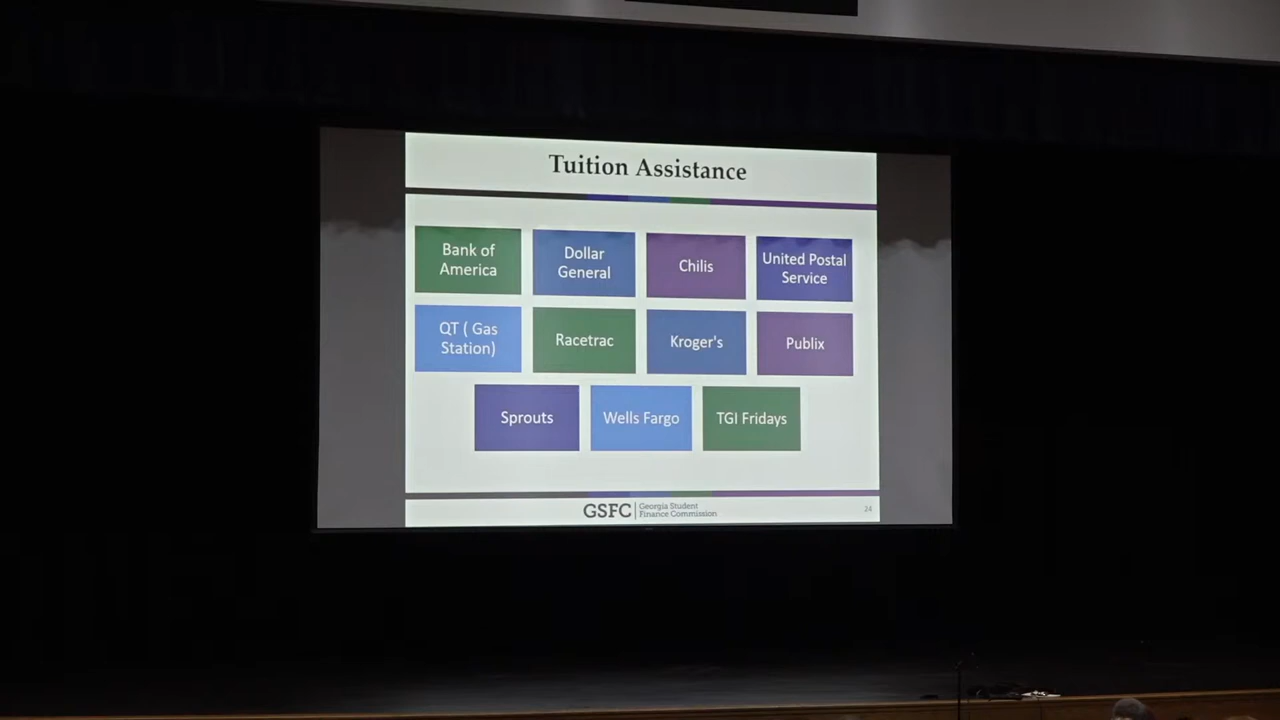 Tuition Assistance
Bank of
America
Dollar
General
Chilis
United Postal
Service
QT ( Gas
Station)
Racetrac
Kroger's
Publix
Sprouts
Wells Fargo
TGI Fridays
GSFC
Georgia Student
Finance Commission
24